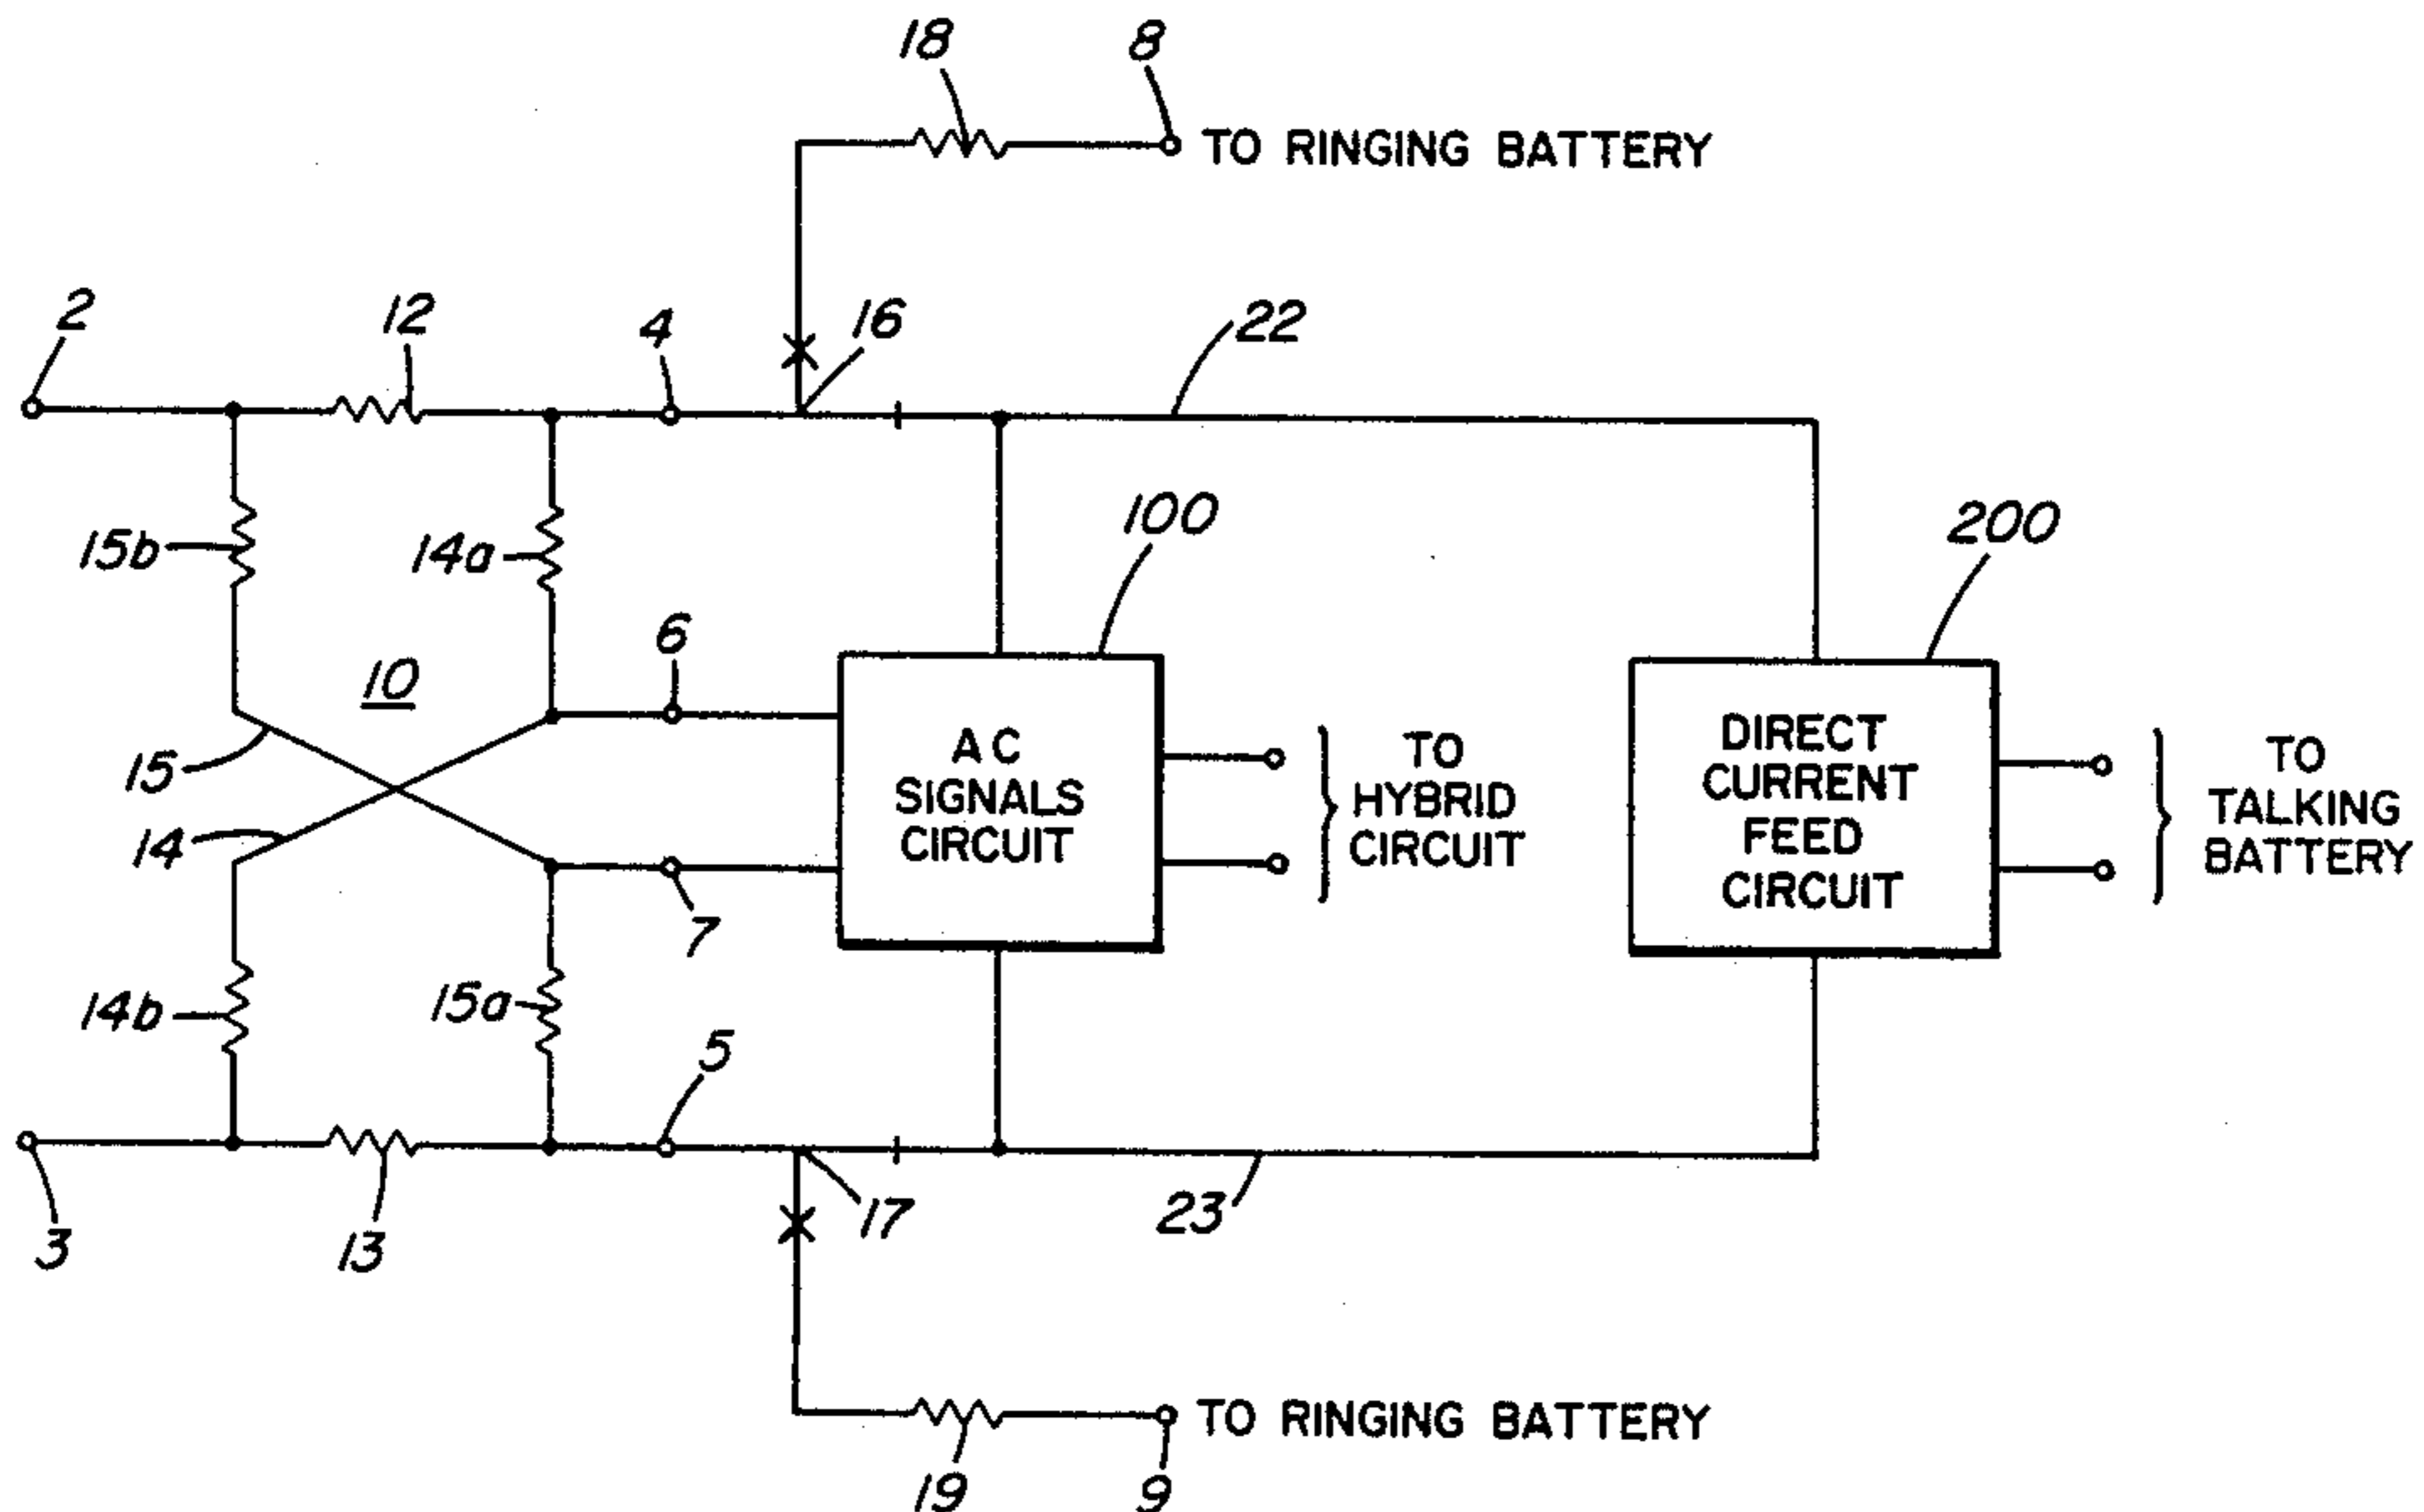 18
8
TO RINGING BATTERY
2
12
4
16
22
15b
14a
100
200
6
10
AC
SIGNALS
CIRCUIT
TO
HYBRID
CIRCUIT
DIRECT
CURRENT
FEED
CIRCUIT
TO
TALKING
BATTERY
15
14
7
14b
15a
5
3
13
17
23
TO RINGING BATTERY
19
9